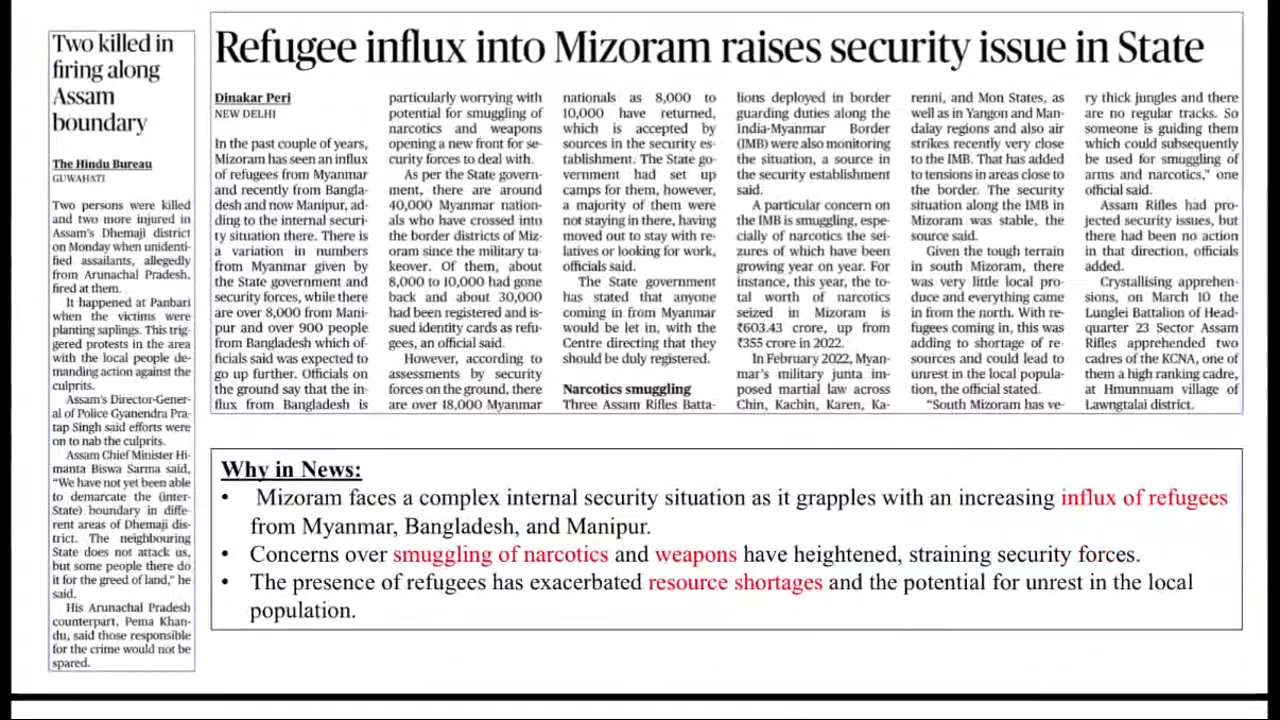 Two killed in
firing along
Assam
boundary
The Hindu Bureau
GUWAHATI
Two persons were killed
and two more injured in
Assam's Dhemaji district
on Monday when unidenti-
fied assailants, allegedly
from Arunachal Pradesh,
fired at them.
It happened at Panbari
when the victims were
planting saplings. This trig-
gered protests in the area
with the local people de-
manding action against the
culprits.
Assam's Director-Gener-
al of Police Gyanendra Pra-
tap Singh said efforts were
on to nab the culprits.
Assam Chief Minister Hi-
manta Biswa Sarma said,
"We have not yet been able
to demarcate the (inter-
State) boundary in diffe-
rent areas of Dhemaji dis-
trict. The neighbouring
State does not attack us,
but some people there do
it for the greed of land," he
said.
His Arunachal Pradesh
counterpart, Pema Khan-
du, said those responsible
for the crime would not be
spared.
Refugee influx into Mizoram raises security issue in State
Dinakar Peri
NEW DELHI
In the past couple of years,
Mizoram has seen an influx
of refugees from Myanmar
and recently from Bangla-
desh and now Manipur, ad-
ding to the internal securi-
ty situation there. There is
a variation in numbers
from Myanmar given by
the State government and
security forces, while there
are over 8,000 from Mani-
pur and over 900 people
from Bangladesh which of-
ficials said was expected to
go up further. Officials on
the ground say that the in-
flux from Bangladesh is
particularly worrying with
potential for smuggling of
narcotics and weapons
opening a new front for se-
curity forces to deal with.
As per the State govern-
ment, there are around
40,000 Myanmar nation-
als who have crossed into
the border districts of Miz-
oram since the military ta-
keover. Of them, about
8,000 to 10,000 had gone
back and about 30,000
had been registered and is-
sued identity cards as refu-
gees, an official said.
However, according to
assessments by security
forces on the ground, there
are over 18,000 Myanmar
nationals as 8,000 to
10,000 have returned,
which is accepted by
sources in the security es-
tablishment. The State go-
vernment had set up
camps for them, however,
a majority of them were
not staying in there, having
moved out to stay with re-
latives or looking for work,
officials said.
The State government
has stated that anyone
coming in from Myanmar
would be let in, with the
Centre directing that they
should be duly registered.
Narcotics smuggling
Three Assam Rifles Batta-
lions deployed in border
guarding duties along the
India-Myanmar Border
(IMB) were also monitoring
the situation, a source in
the security establishment
said.
A particular concern on
the IMB is smuggling, espe-
cially of narcotics the sei-
zures of which have been
growing year on year. For
instance, this year, the to-
tal worth of narcotics
seized in Mizoram is
₹603.43 crore, up from
₹355 crore in 2022.
In February 2022, Myan-
mar's military junta im-
posed martial law across
Chin, Kachin, Karen, Ka-
renni, and Mon States, as
well as in Yangon and Man-
dalay regions and also air
strikes recently very close
to the IMB. That has added
to tensions in areas close to
the border. The security
situation along the IMB in
Mizoram was stable, the
source said.
Given the tough terrain
in south Mizoram, there
was very little local pro-
duce and everything came
in from the north. With re-
fugees coming in, this was
adding to shortage of re-
sources and could lead to
unrest in the local popula-
tion, the official stated.
"South Mizoram has ve-
ry thick jungles and there
are no regular tracks. So
someone is guiding them
which could subsequently
be used for smuggling of
arms and narcotics," one
official said.
Assam Rifles had pro-
jected security issues, but
there had been no action
in that direction, officials
added.
Crystallising apprehen-
sions, on March 10 the
Lunglei Battalion of Head-
quarter 23 Sector Assam
Rifles apprehended two
cadres of the KCNA, one of
them a high ranking cadre,
at Hmunnuam village of
Lawngtalai district.
Why in News:
• Mizoram faces a complex internal security situation as it grapples with an increasing influx of refugees
from Myanmar, Bangladesh, and Manipur.
• Concerns over smuggling of narcotics and weapons have heightened, straining security forces.
• The presence of refugees has exacerbated resource shortages and the potential for unrest in the local
population.